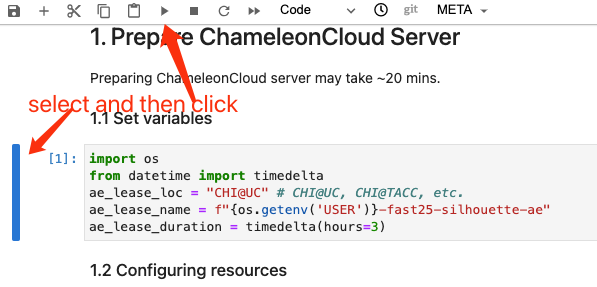 Code git META
1. Prepare ChameleonCloud Server
Preparing ChameleonCloud server may take ~20 mins.
select and then click
1.1 Set variables
[1]: import os
from datetime import timedelta
ae_lease_loc = "CHI@UC" # CHI@UC, CHI@TACC, etc.
ae_lease_name = f"{os.getenv('USER')}-fast25-silhouette-ae"
ae_lease_duration = timedelta(hours=3)
1.2 Configuring resources